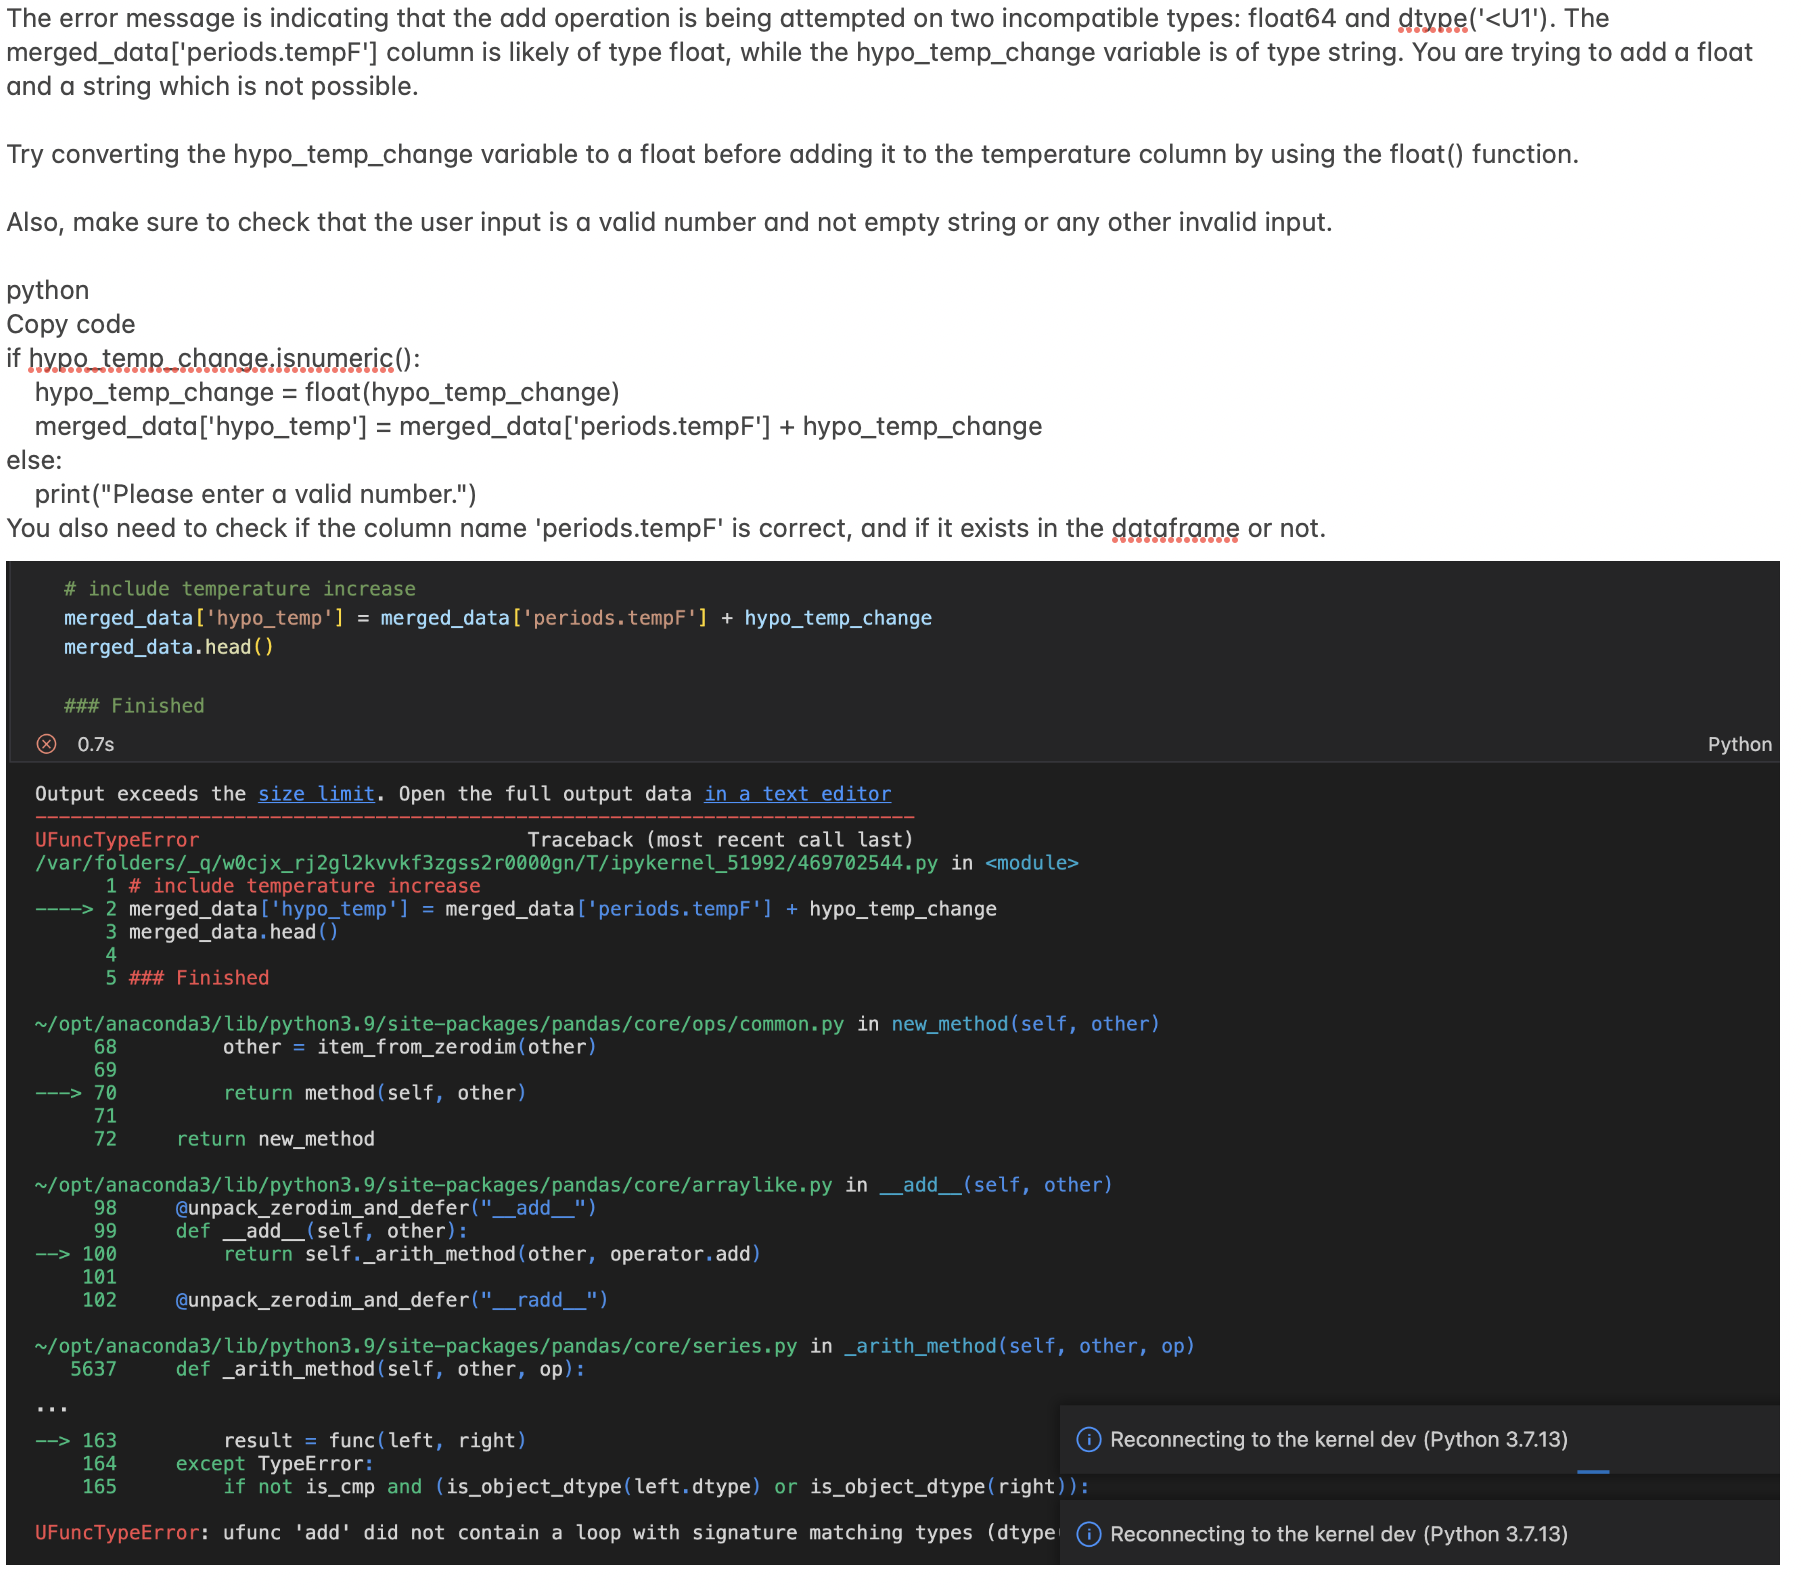 The error message is indicating that the add operation is being attempted on two incompatible types: float64 and dtype('<U1'). The
merged_data['periods.tempF'] column is likely of type float, while the hypo_temp_change variable is of type string. You are trying to add a float
and a string which is not possible.
Try converting the hypo_temp_change variable to a float before adding it to the temperature column by using the float() function.
Also, make sure to check that the user input is a valid number and not empty string or any other invalid input.
python
Copy code
if hypo_temp_change.isnumeric():
    hypo_temp_change = float(hypo_temp_change)
    merged_data['hypo_temp'] = merged_data['periods.tempF'] + hypo_temp_change
else:
    print("Please enter a valid number.")
You also need to check if the column name 'periods.tempF' is correct, and if it exists in the dataframe or not.
# include temperature increase
merged_data['hypo_temp'] = merged_data['periods.tempF'] + hypo_temp_change
merged_data.head()
### Finished
0.7s Python
Output exceeds the size limit. Open the full output data in a text editor
---------------------------------------------------------------------------
UFuncTypeError                            Traceback (most recent call last)
/var/folders/_q/w0cjx_rj2gl2kvvkf3zgss2r0000gn/T/ipykernel_51992/469702544.py in <module>
      1 # include temperature increase
----> 2 merged_data['hypo_temp'] = merged_data['periods.tempF'] + hypo_temp_change
      3 merged_data.head()
      4
      5 ### Finished
~/opt/anaconda3/lib/python3.9/site-packages/pandas/core/ops/common.py in new_method(self, other)
     68         other = item_from_zerodim(other)
     69
---> 70         return method(self, other)
     71
     72     return new_method
~/opt/anaconda3/lib/python3.9/site-packages/pandas/core/arraylike.py in __add__(self, other)
     98     @unpack_zerodim_and_defer("__add__")
     99     def __add__(self, other):
--> 100         return self._arith_method(other, operator.add)
    101
    102     @unpack_zerodim_and_defer("__radd__")
~/opt/anaconda3/lib/python3.9/site-packages/pandas/core/series.py in _arith_method(self, other, op)
   5637     def _arith_method(self, other, op):
...
--> 163         result = func(left, right)
    164     except TypeError:
    165         if not is_cmp and (is_object_dtype(left.dtype) or is_object_dtype(right)):
UFuncTypeError: ufunc 'add' did not contain a loop with signature matching types (dtype
Reconnecting to the kernel dev (Python 3.7.13)
Reconnecting to the kernel dev (Python 3.7.13)